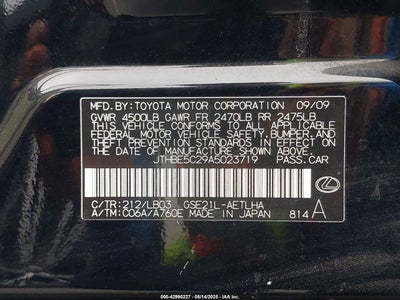 MFD.BY:TOYOTA MOTOR CORPORATION 09/09
GVWR 4500LB GAWR FR 2470LB RR 2475LB
THIS VEHICLE CONFORMS TO ALL APPLICABLE
FEDERAL MOTOR VEHICLE SAFETY,BUMPER,AND
THEFT PREVENTION STANDARDS IN EFFECT ON
THE DATE OF MANUFACTURE SHOWN ABOVE.
JTHBE5C29A5023719 PASS.CAR
C/TR:212/LB03 GSE21L-AETLHA
A/TM:C06A/A760E MADE IN JAPAN 814 A
000-42990227 - 08/14/2025 - IAAI.COM